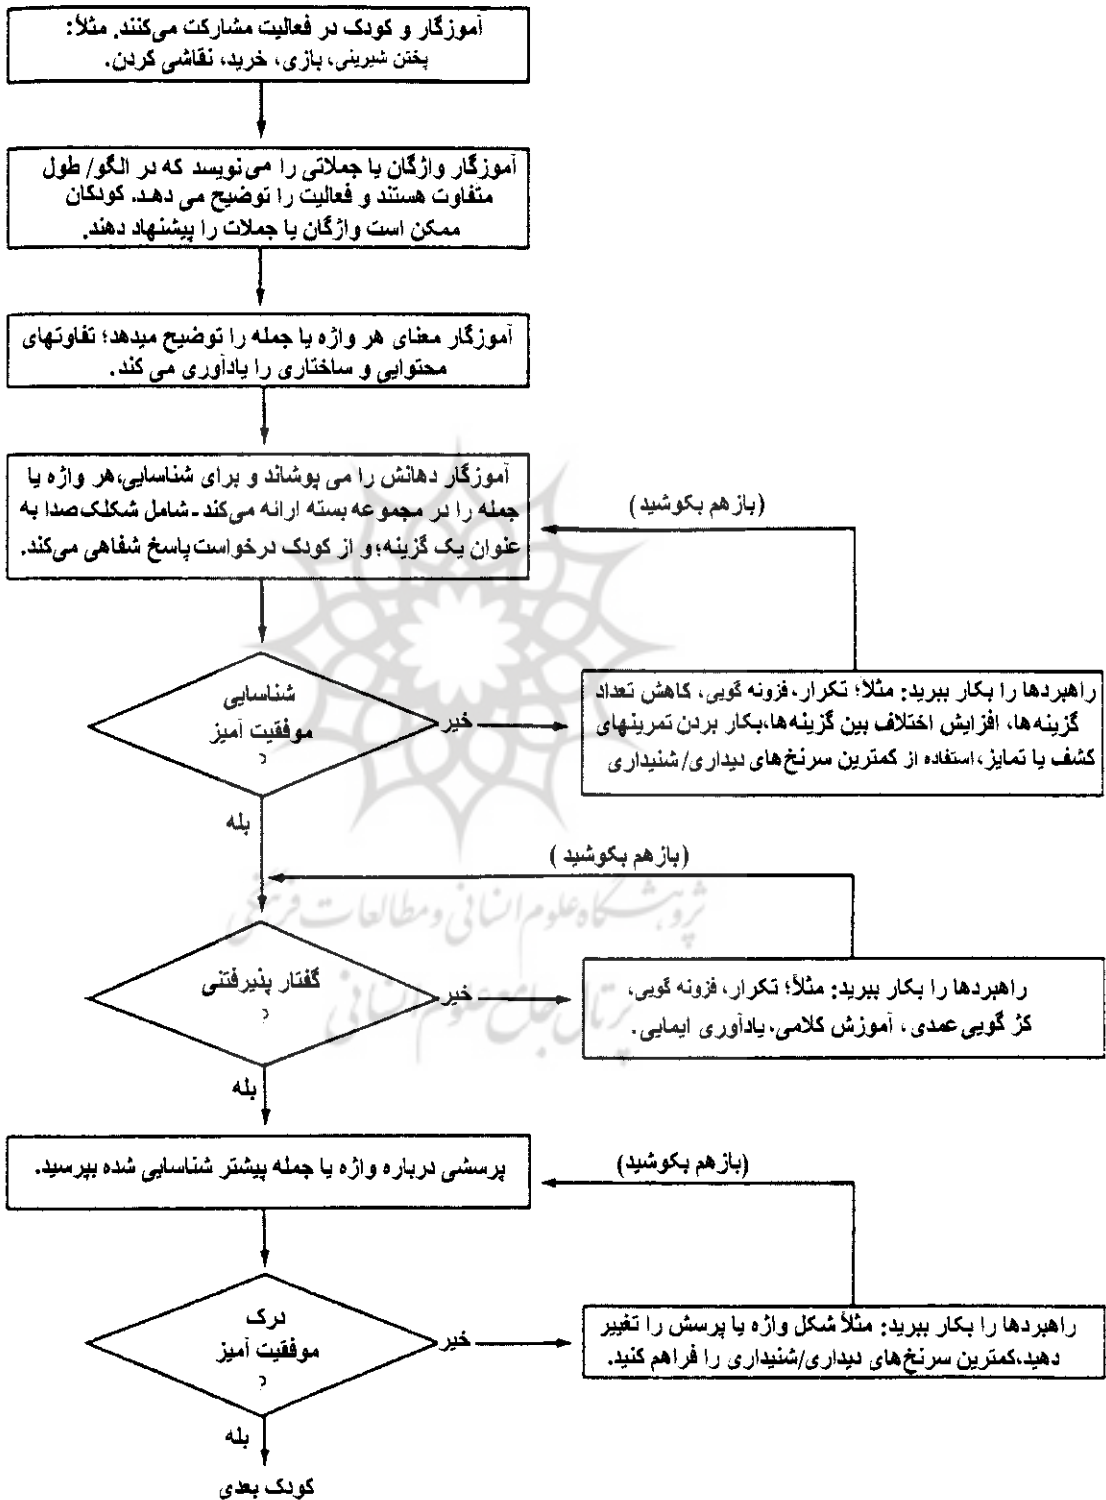 آموزگار و کودک در فعالیت مشارکت می‌کنند. مثلاً:
پختن شیرینی، بازی، خرید، نقاشی کردن.
آموزگار واژگان یا جملاتی را می‌نویسد که در الگو/ طول
متفاوت هستند و فعالیت را توضیح می دهد. کودکان
ممکن است واژگان یا جملات را پیشنهاد دهند.
آموزگار معنای هر واژه یا جمله را توضیح میدهد؛ تفاوتهای
محتوایی و ساختاری را یادآوری می کند.
آموزگار دهانش را می پوشاند و برای شناسایی،هر واژه یا
جمله را در مجموعه بسته ارائه می‌کند ـ شامل شکلک‌صدا به
عنوان یک گزینه؛و از کودک درخواست پاسخ شفاهی می‌کند.
(بازهم بکوشید)
شناسایی
موفقیت آمیز
؟
خیر
راهبردها را بکار ببرید: مثلاً؛ تکرار، فزونه گویی، کاهش تعداد
گزینه‌ها، افزایش اختلاف بین گزینه‌ها،بکار بردن تمرینهای
کشف یا تمایز،استفاده از کمترین سرنخ‌های دیداری/شنیداری
بله
(بازهم بکوشید )
پژوهشگاه علوم انسانی و مطالعات فرهنگی
گفتار پذیرفتنی
؟
خیر
راهبردها را بکار ببرید: مثلاً؛ تکرار، فزونه گویی،
کژ گویی عمدی، آموزش کلامی، یادآوری ایمایی.
پرتال جامع علوم انسانی
بله
پرسشی درباره واژه یا جمله پیشتر شناسایی شده بپرسید.
(بازهم بکوشید)
درک
موفقیت آمیز
؟
خیر
راهبردها را بکار ببرید: مثلاً شکل واژه یا پرسش را تغییر
دهید،کمترین سرنخ‌های دیداری/شنیداری را فراهم کنید.
بله
کودک بعدی